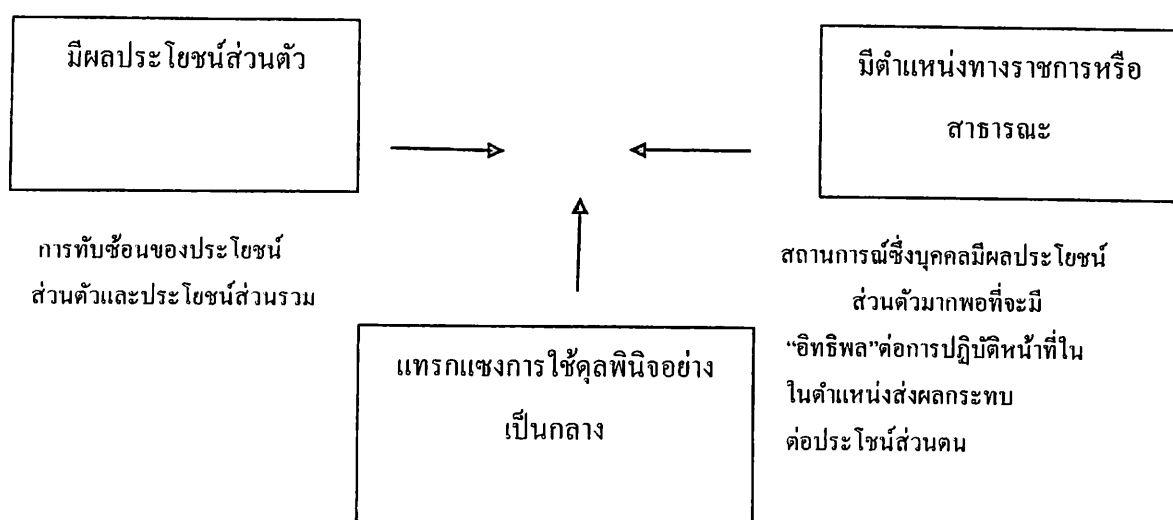 มีผลประโยชน์ส่วนตัว
มีตำแหน่งทางราชการหรือ
สาธารณะ
การทับซ้อนของประโยชน์
ส่วนตัวและประโยชน์ส่วนรวม
สถานการณ์ซึ่งบุคคลมีผลประโยชน์
ส่วนตัวมากพอที่จะมี
“อิทธิพล”ต่อการปฏิบัติหน้าที่ใน
ในตำแหน่งส่งผลกระทบ
ต่อประโชน์ส่วนตน
แทรกแซงการใช้ดุลพินิจอย่าง
เป็นกลาง